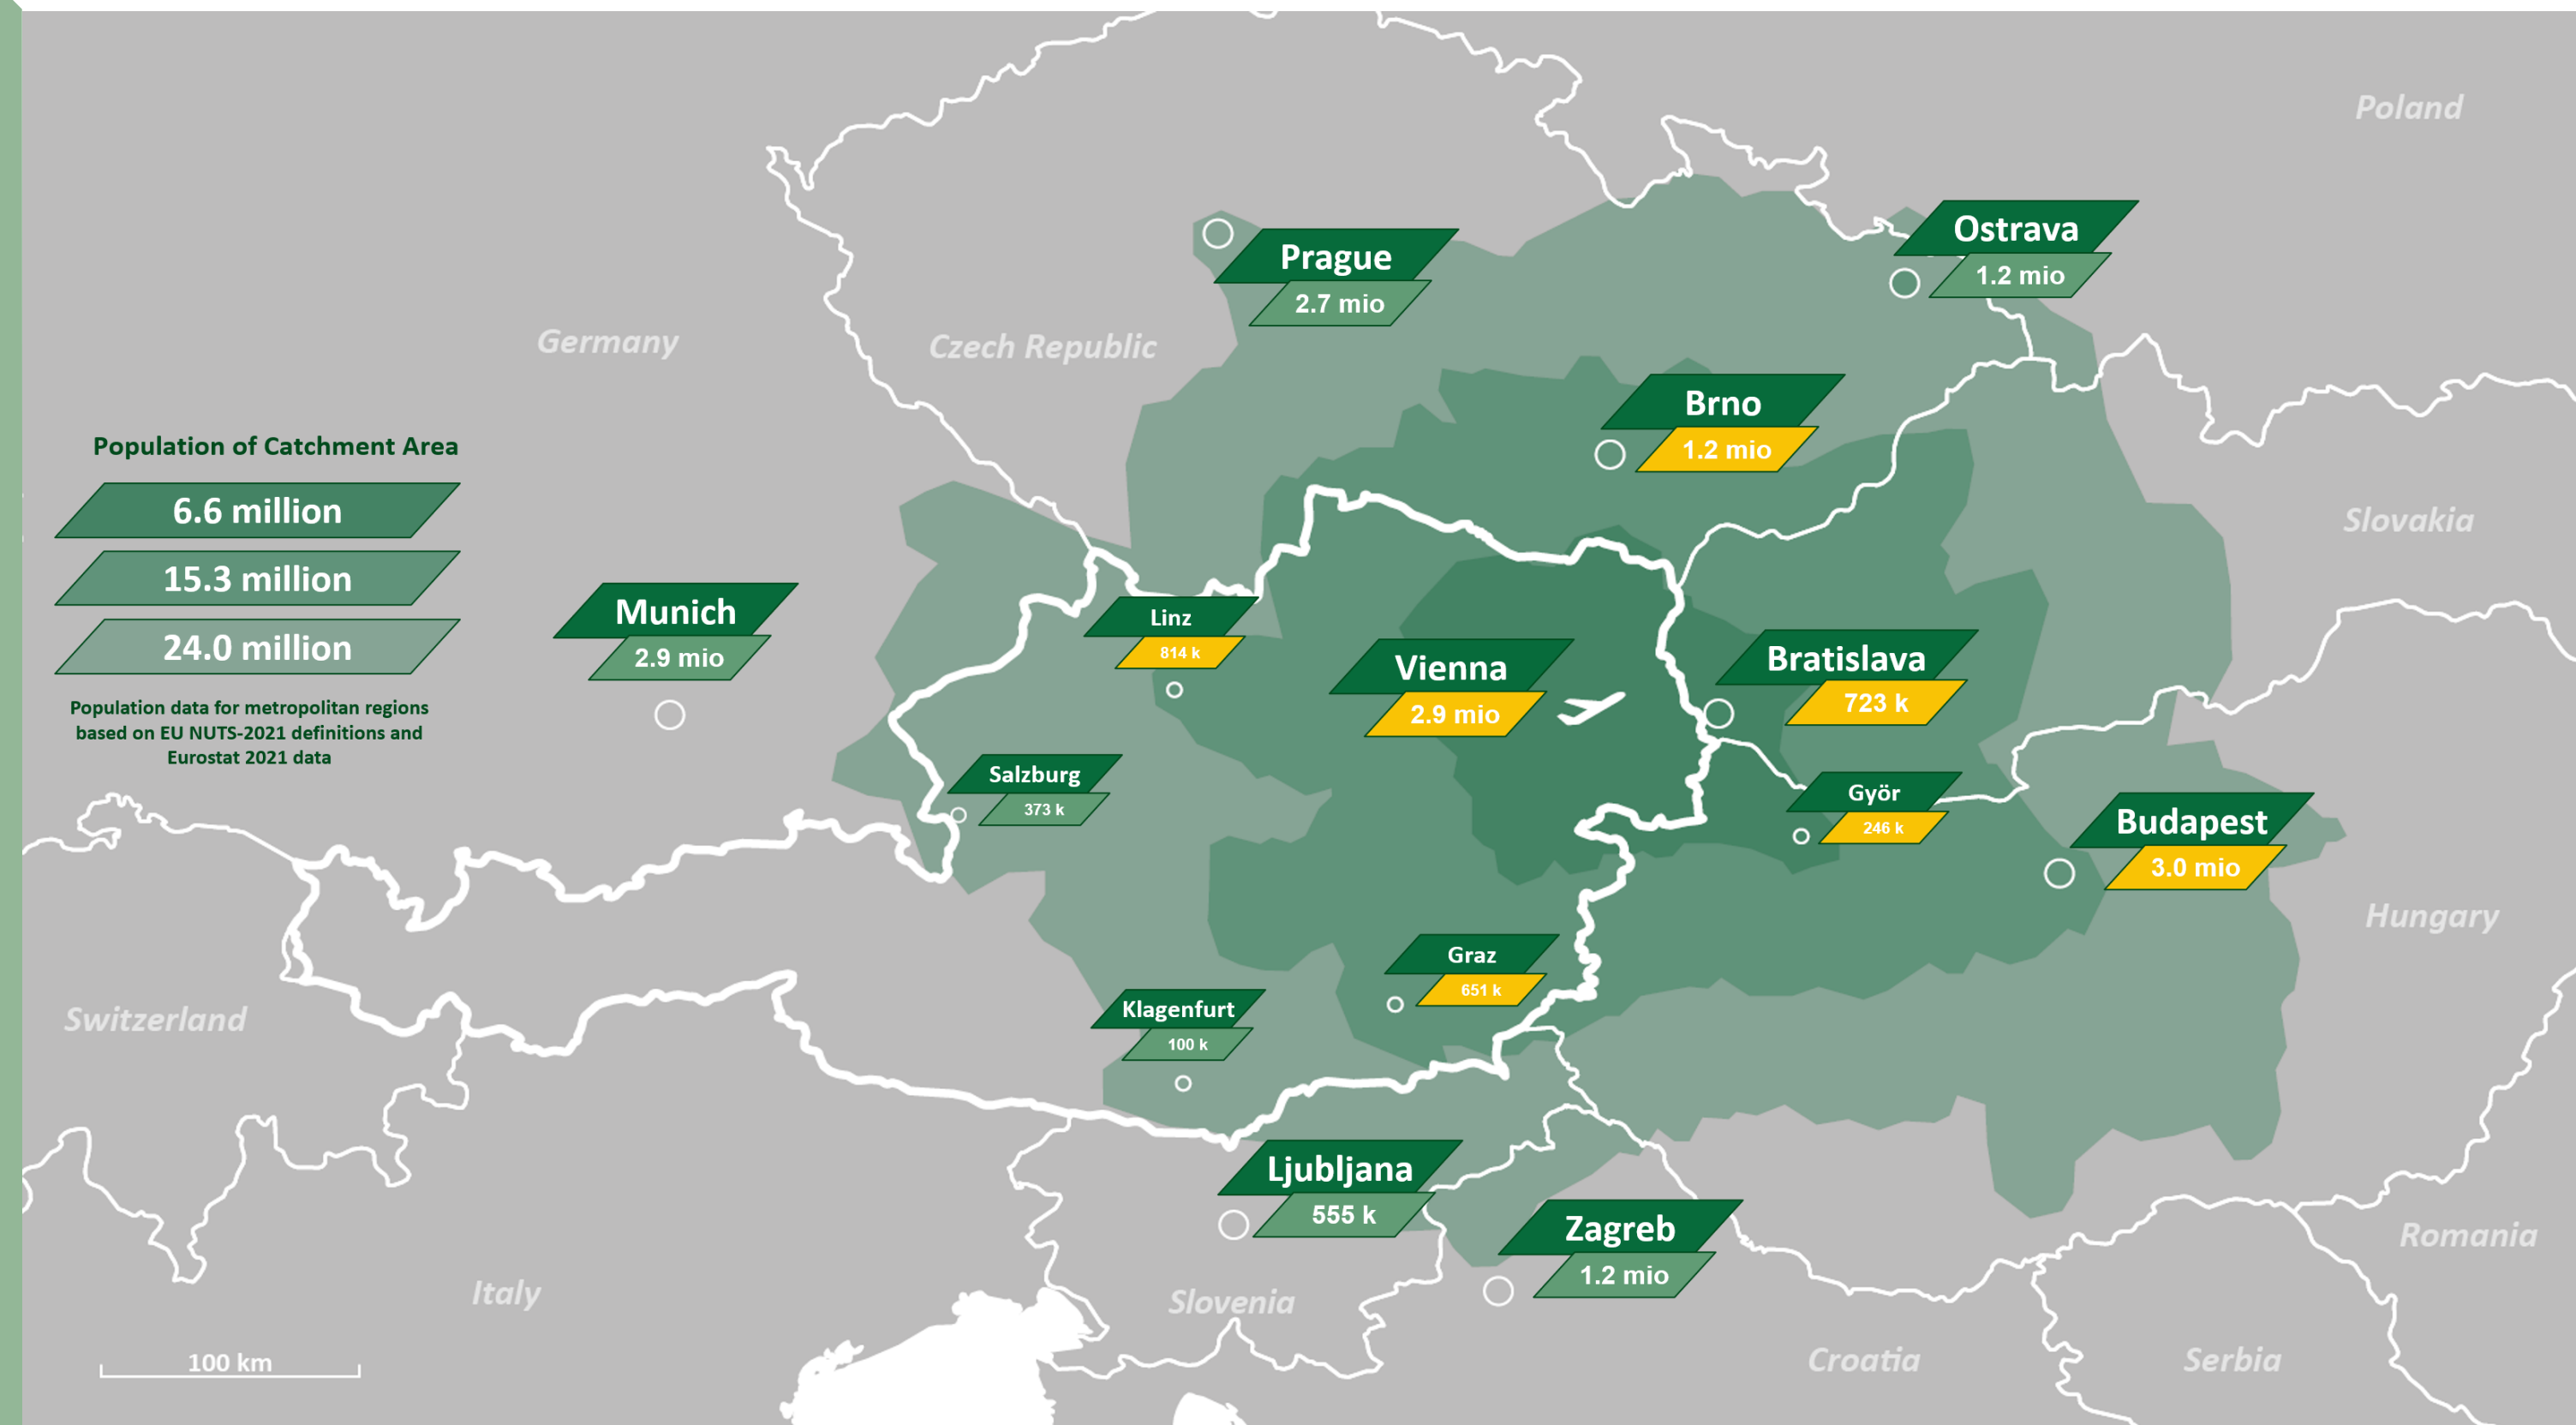 Poland
Ostrava
1.2 mio
Prague
2.7 mio
Germany
Czech Republic
Brno
1.2 mio
Population of Catchment Area
6.6 million
15.3 million
24.0 million
Population data for metropolitan regions
based on EU NUTS-2021 definitions and
Eurostat 2021 data
Slovakia
Munich
2.9 mio
Linz
814 k
Vienna
2.9 mio
Bratislava
723 k
Salzburg
373 k
Györ
246 k
Budapest
3.0 mio
Hungary
Graz
651 k
Klagenfurt
100 k
Switzerland
Ljubljana
555 k
Zagreb
1.2 mio
Romania
Italy
Slovenia
Croatia
Serbia
100 km